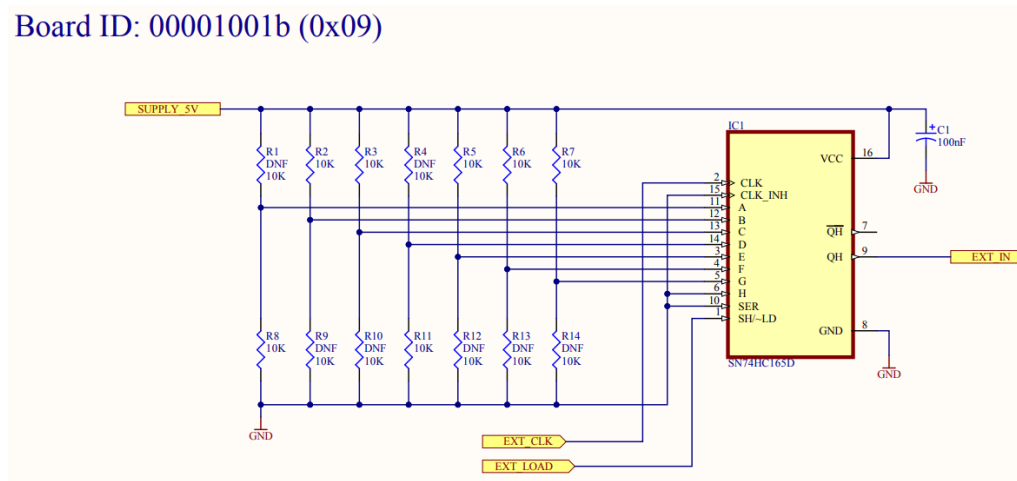 Board ID: 00001001b (0x09)
SUPPLY_5V
R1
DNF
10K
R2
10K
R3
10K
R4
DNF
10K
R5
10K
R6
10K
R7
10K
IC1
VCC 16
+
C1
100nF
GND
2 CLK
15 CLK_INH
11 A
12 B
13 C
14 D
3 E
4 F
5 G
6 H
10 SER
1 SH/~LD
QH 7
QH 9
EXT_IN
GND 8
GND
SN74HC165D
R8
10K
R9
DNF
10K
R10
DNF
10K
R11
10K
R12
DNF
10K
R13
DNF
10K
R14
DNF
10K
GND
EXT_CLK
EXT_LOAD